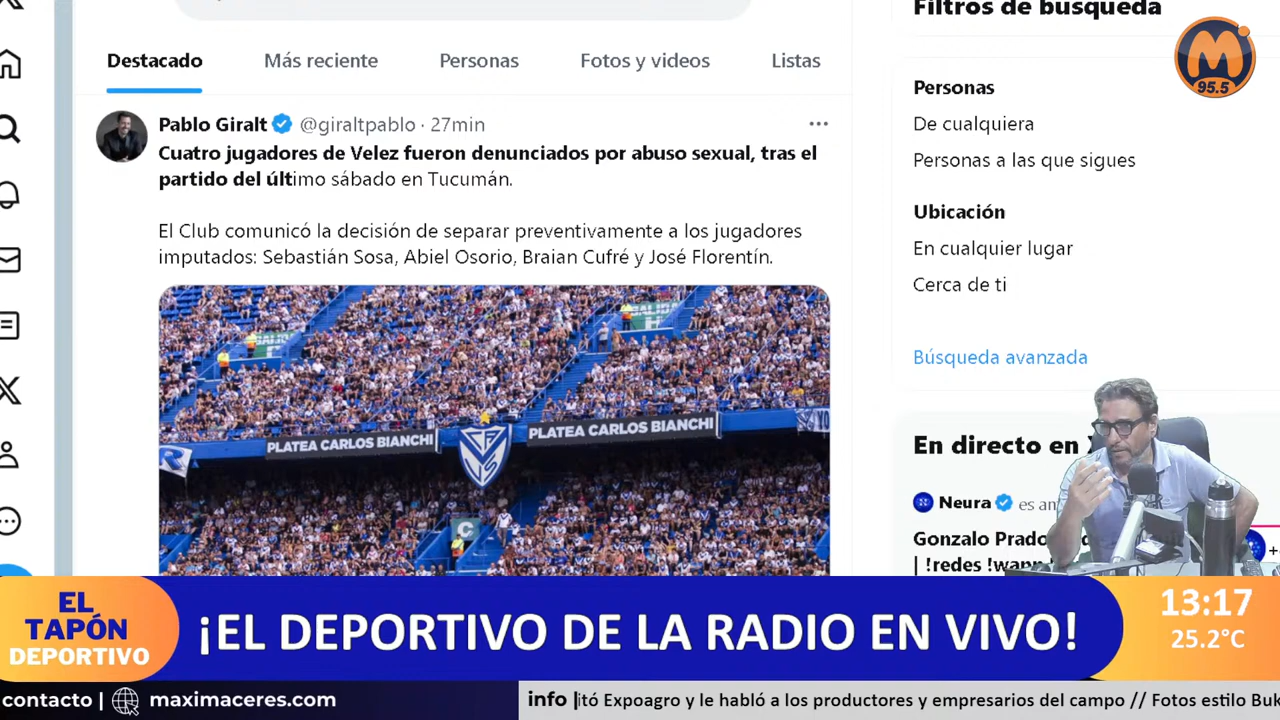 Filtros de búsqueda
M
95.5
Destacado
Más reciente
Personas
Fotos y videos
Listas
Pablo Giralt @giraltpablo · 27min
Cuatro jugadores de Velez fueron denunciados por abuso sexual, tras el
partido del último sábado en Tucumán.
El Club comunicó la decisión de separar preventivamente a los jugadores
imputados: Sebastián Sosa, Abiel Osorio, Braian Cufré y José Florentín.
SALIDA
H
PLATEA CARLOS BIANCHI
PLATEA CARLOS BIANCHI
C
Personas
De cualquiera
Personas a las que sigues
Ubicación
En cualquier lugar
Cerca de ti
Búsqueda avanzada
En directo en
Neura es an
Gonzalo Prado
| !redes
EL
TAPÓN
DEPORTIVO
¡EL DEPORTIVO DE LA RADIO EN VIVO!
13:17
25.2°C
contacto | maximaceres.com
info |itó Expoagro y le habló a los productores y empresarios del campo // Fotos estilo Buk